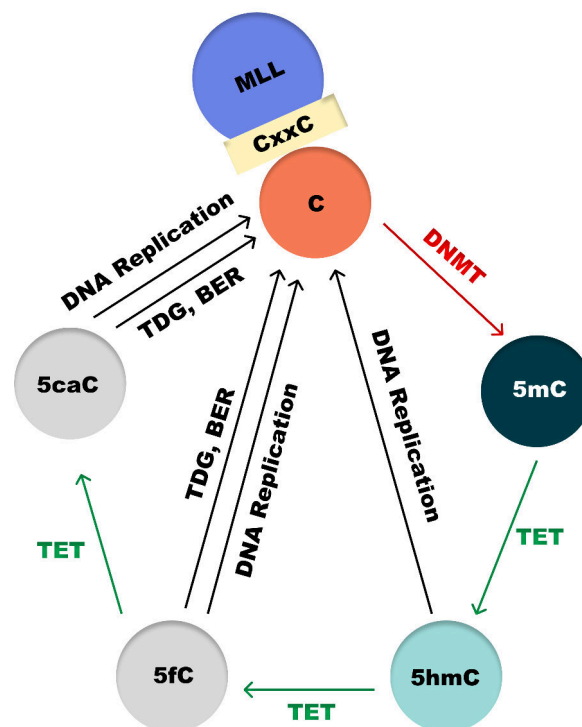 MLL
CxxC
C
DNA Replication
TDG, BER
DNMT
5caC
5mC
TDG, BER
DNA Replication
DNA Replication
TET
TET
5fC
5hmC
TET